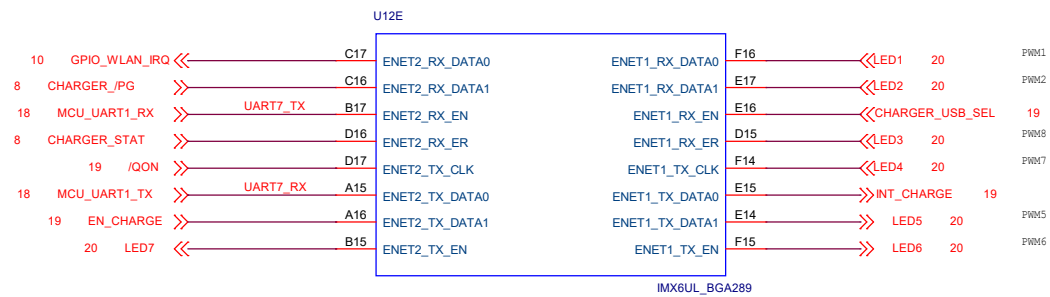 U12E
10 GPIO_WLAN_IRQ C17 ENET2_RX_DATA0 ENET1_RX_DATA0 F16 LED1 20 PWM1
8 CHARGER_/PG C16 ENET2_RX_DATA1 ENET1_RX_DATA1 E17 LED2 20 PWM2
18 MCU_UART1_RX UART7_TX B17 ENET2_RX_EN ENET1_RX_EN E16 CHARGER_USB_SEL 19
8 CHARGER_STAT D16 ENET2_RX_ER ENET1_RX_ER D15 LED3 20 PWM8
19 /QON D17 ENET2_TX_CLK ENET1_TX_CLK F14 LED4 20 PWM7
18 MCU_UART1_TX UART7_RX A15 ENET2_TX_DATA0 ENET1_TX_DATA0 E15 INT_CHARGE 19
19 EN_CHARGE A16 ENET2_TX_DATA1 ENET1_TX_DATA1 E14 LED5 20 PWM5
20 LED7 B15 ENET2_TX_EN ENET1_TX_EN F15 LED6 20 PWM6
IMX6UL_BGA289